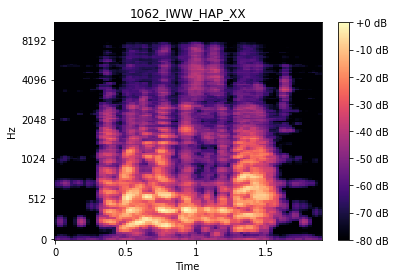 1062_IWW_HAP_XX
+0 dB
8192
-10 dB
4096
-20 dB
-30 dB
2048
Hz
-40 dB
1024
-50 dB
512
-60 dB
-70 dB
0
-80 dB
0 0.5 1 1.5
Time